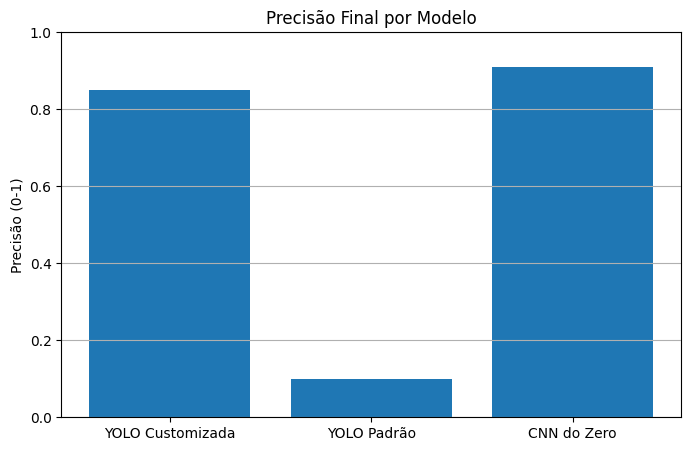 Precisão Final por Modelo
Precisão (0-1)
1.0
0.8
0.6
0.4
0.2
0.0
YOLO Customizada
YOLO Padrão
CNN do Zero